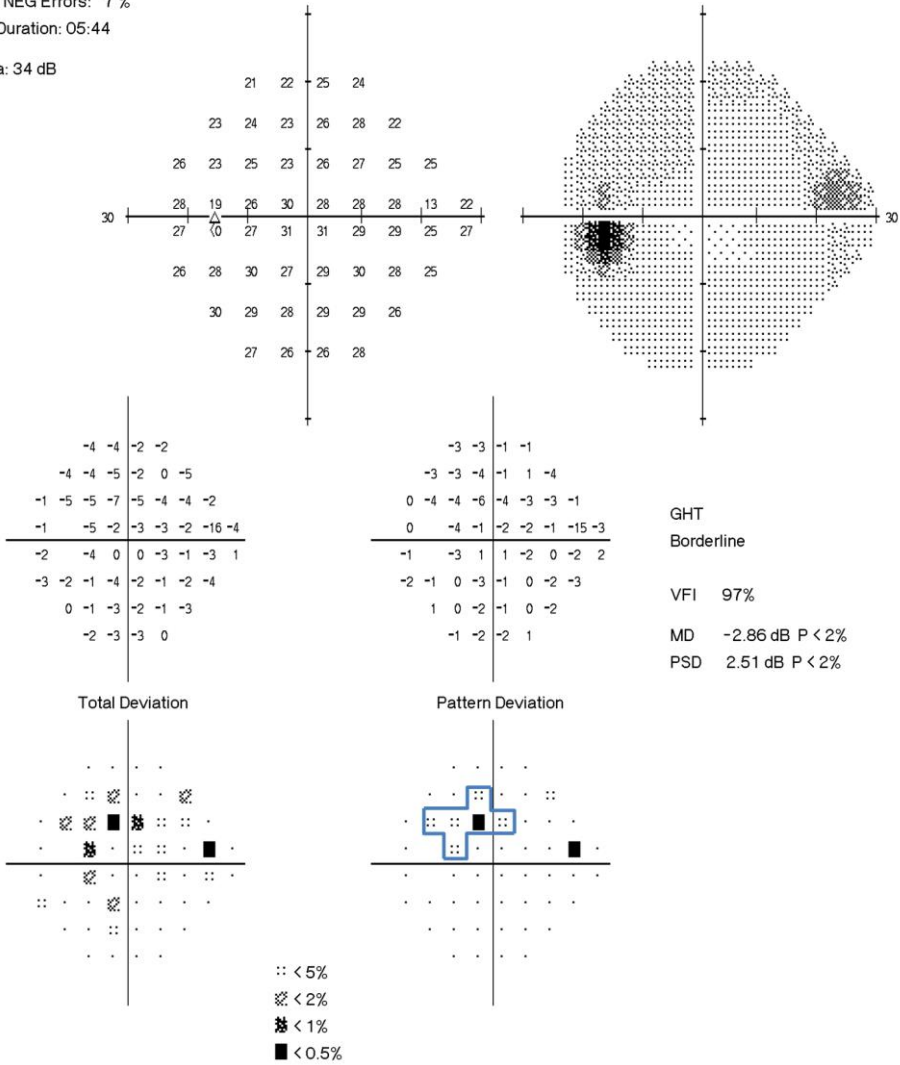 NEG Errors: 7 %
Duration: 05:44
a: 34 dB
21 22 25 24
23 24 23 26 28 22
26 23 25 23 26 27 25 25
28 19 26 30 28 28 28 13 22
30 30
27 <0 27 31 31 29 29 25 27
26 28 30 27 29 30 28 25
30 29 28 29 29 26
27 26 26 28
-4 -4 -2 -2
-4 -4 -5 -2 0 -5
-1 -5 -5 -7 -5 -4 -4 -2
-1 -5 -2 -3 -3 -2 -16 -4
-2 -4 0 0 -3 -1 -3 1
-3 -2 -1 -4 -2 -1 -2 -4
0 -1 -3 -2 -1 -3
-2 -3 -3 0
Total Deviation
-3 -3 -1 -1
-3 -3 -4 -1 1 -4
0 -4 -4 -6 -4 -3 -3 -1
0 -4 -1 -2 -2 -1 -15 -3
-1 -3 1 1 -2 0 -2 2
-2 -1 0 -3 -1 0 -2 -3
1 0 -2 -1 0 -2
-1 -2 -2 1
Pattern Deviation
GHT
Borderline
VFI 97%
MD -2.86 dB P < 2%
PSD 2.51 dB P < 2%
< 5%
< 2%
< 1%
< 0.5%